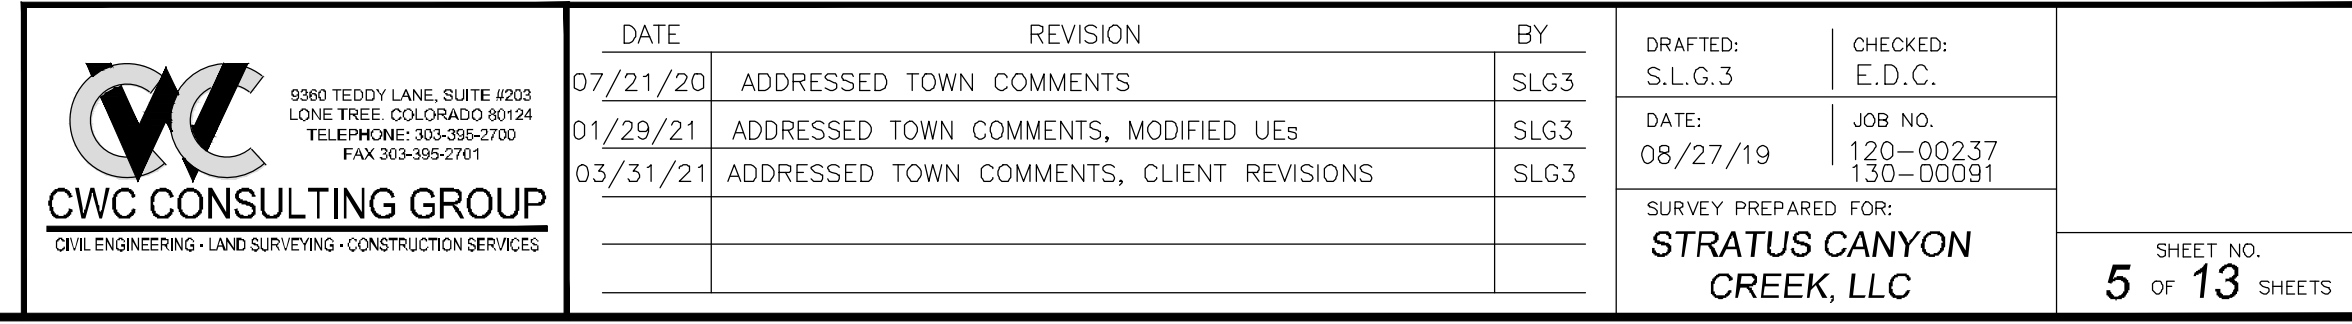 CWC
9360 TEDDY LANE, SUITE #203
LONE TREE. COLORADO 80124
TELEPHONE: 303-395-2700
FAX 303-395-2701
CWC CONSULTING GROUP
CIVIL ENGINEERING - LAND SURVEYING - CONSTRUCTION SERVICES
DATE REVISION BY
07/21/20 ADDRESSED TOWN COMMENTS SLG3
01/29/21 ADDRESSED TOWN COMMENTS, MODIFIED UEs SLG3
03/31/21 ADDRESSED TOWN COMMENTS, CLIENT REVISIONS SLG3
DRAFTED:
S.L.G.3
CHECKED:
E.D.C.
DATE:
08/27/19
JOB NO.
120-00237
130-00091
SURVEY PREPARED FOR:
STRATUS CANYON
CREEK, LLC
SHEET NO.
5 OF 13 SHEETS